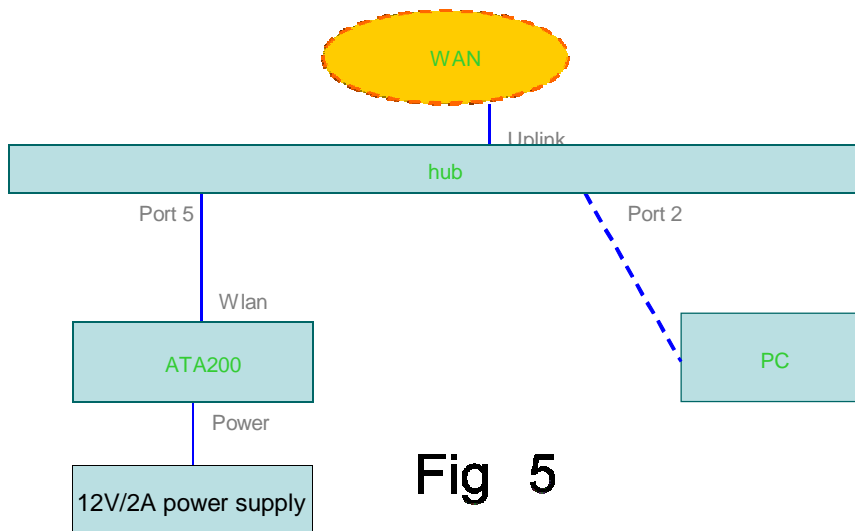 WAN
Uplink
hub
Port 5
Port 2
Wlan
ATA200
PC
Power
12V/2A power supply
Fig 5